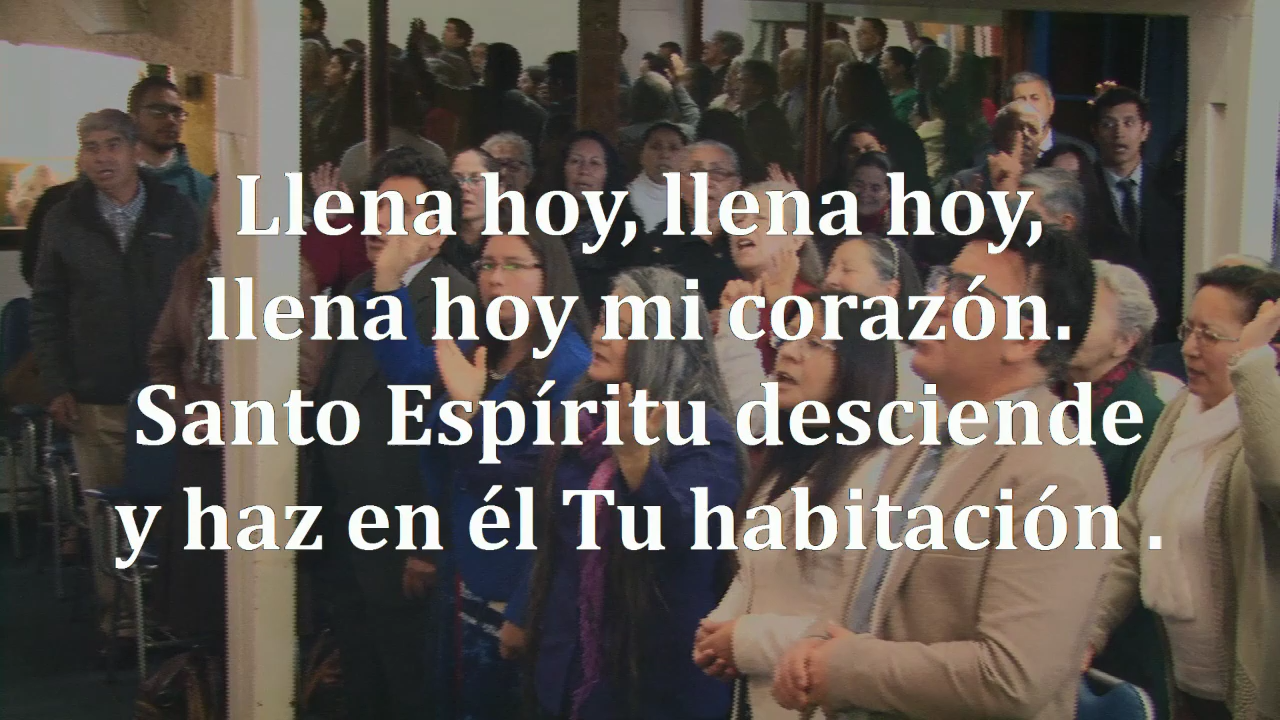 Llena hoy, llena hoy,
llena hoy mi corazón.
Santo Espíritu desciende
y haz en él Tu habitación .